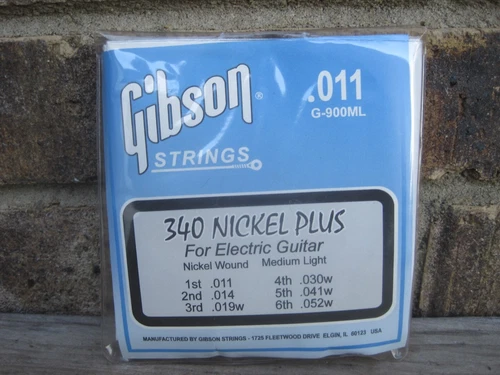 Gibson®
.011
G-900ML
STRINGS
340 NICKEL PLUS
For Electric Guitar
Nickel Wound Medium Light
1st .011 4th .030w
2nd .014 5th .041w
3rd .019w 6th .052w
MANUFACTURED BY GIBSON STRINGS - 1725 FLEETWOOD DRIVE ELGIN, IL 60123 USA